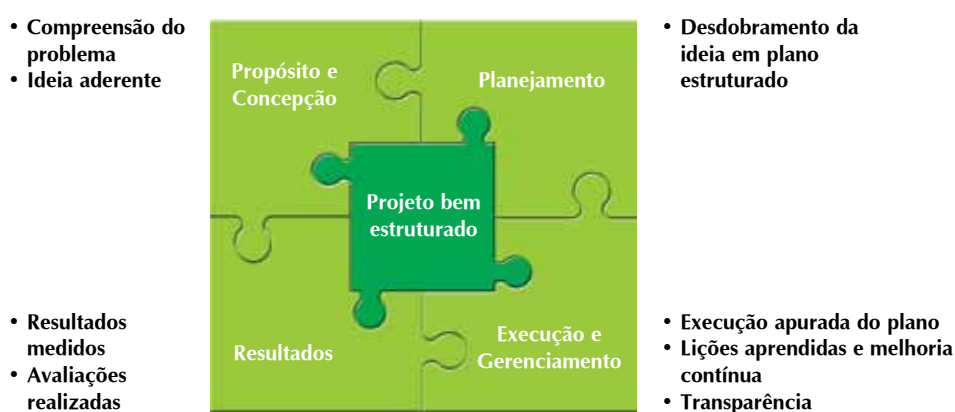 • Compreensão do
problema
• Ideia aderente
Propósito e
Concepção
Planejamento
• Desdobramento da
ideia em plano
estruturado
Projeto bem
estruturado
• Resultados
medidos
• Avaliações
realizadas
Resultados
Execução e
Gerenciamento
• Execução apurada do plano
• Lições aprendidas e melhoria
contínua
• Transparência